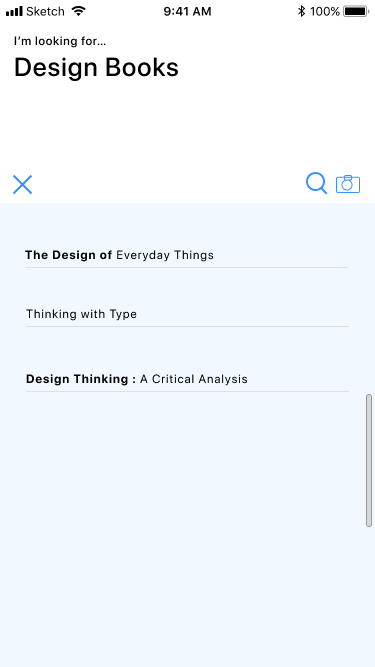 Sketch 9:41 AM 100%
I’m looking for...
Design Books
The Design of Everyday Things
Thinking with Type
Design Thinking : A Critical Analysis